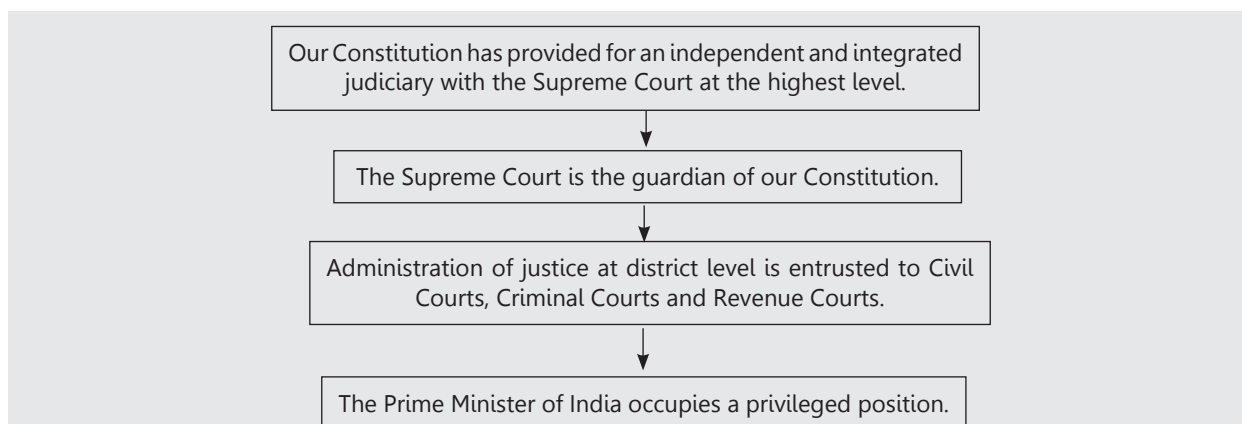 Our Constitution has provided for an independent and integrated
judiciary with the Supreme Court at the highest level.
The Supreme Court is the guardian of our Constitution.
Administration of justice at district level is entrusted to Civil
Courts, Criminal Courts and Revenue Courts.
The Prime Minister of India occupies a privileged position.